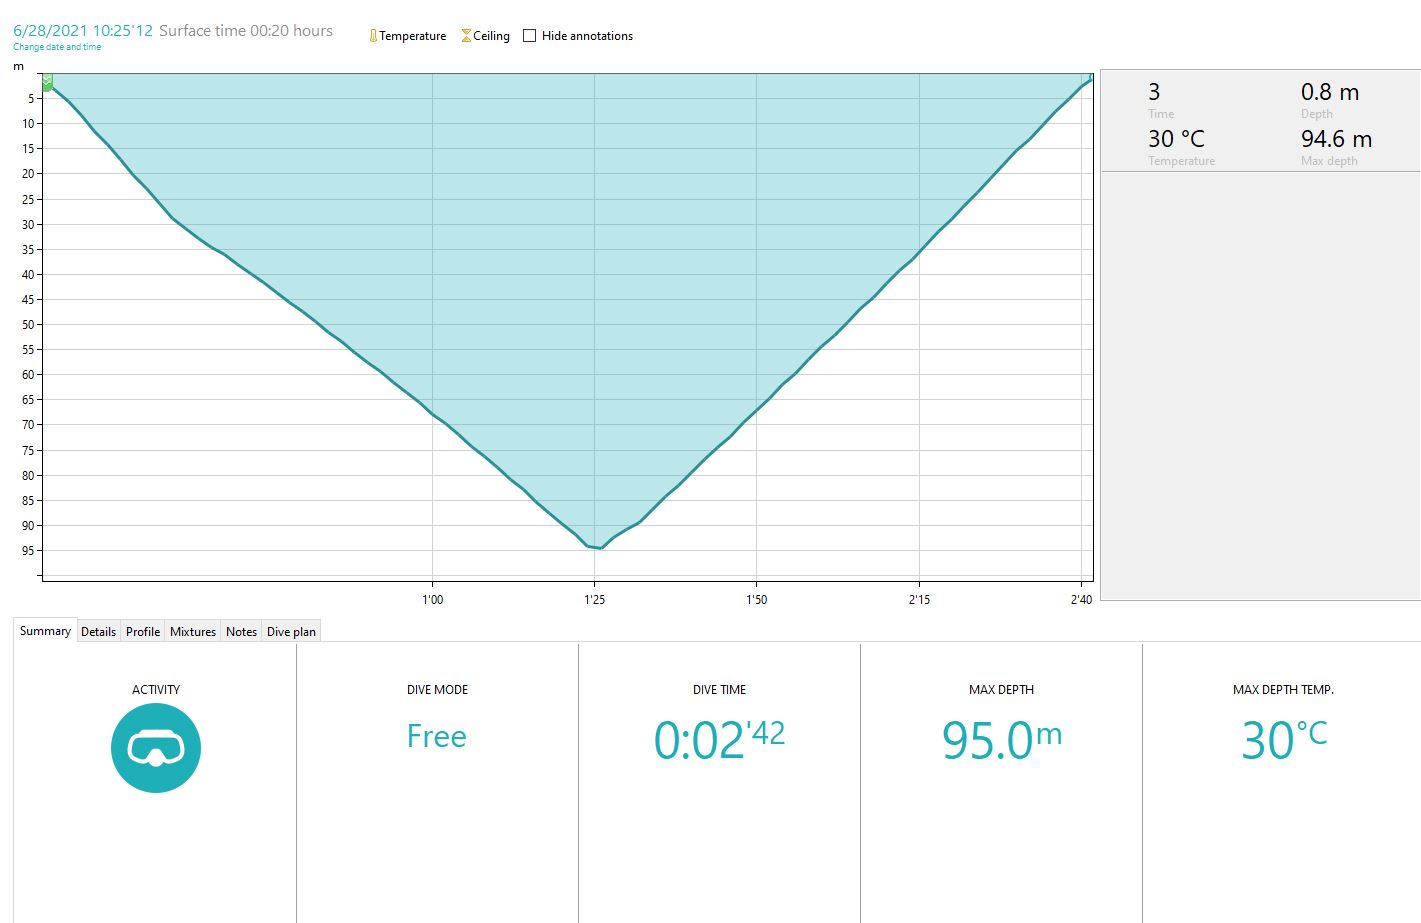 6/28/2021 10:25'12 Surface time 00:20 hours
Temperature Ceiling Hide annotations
Change date and time
m
5
10
15
20
25
30
35
40
45
50
55
60
65
70
75
80
85
90
95
1'00 1'25 1'50 2'15 2'40
3 0.8 m
Time Depth
30 °C 94.6 m
Temperature Max depth
Summary Details Profile Mixtures Notes Dive plan
ACTIVITY DIVE MODE DIVE TIME MAX DEPTH MAX DEPTH TEMP.
Free 0:02'42 95.0m 30°C